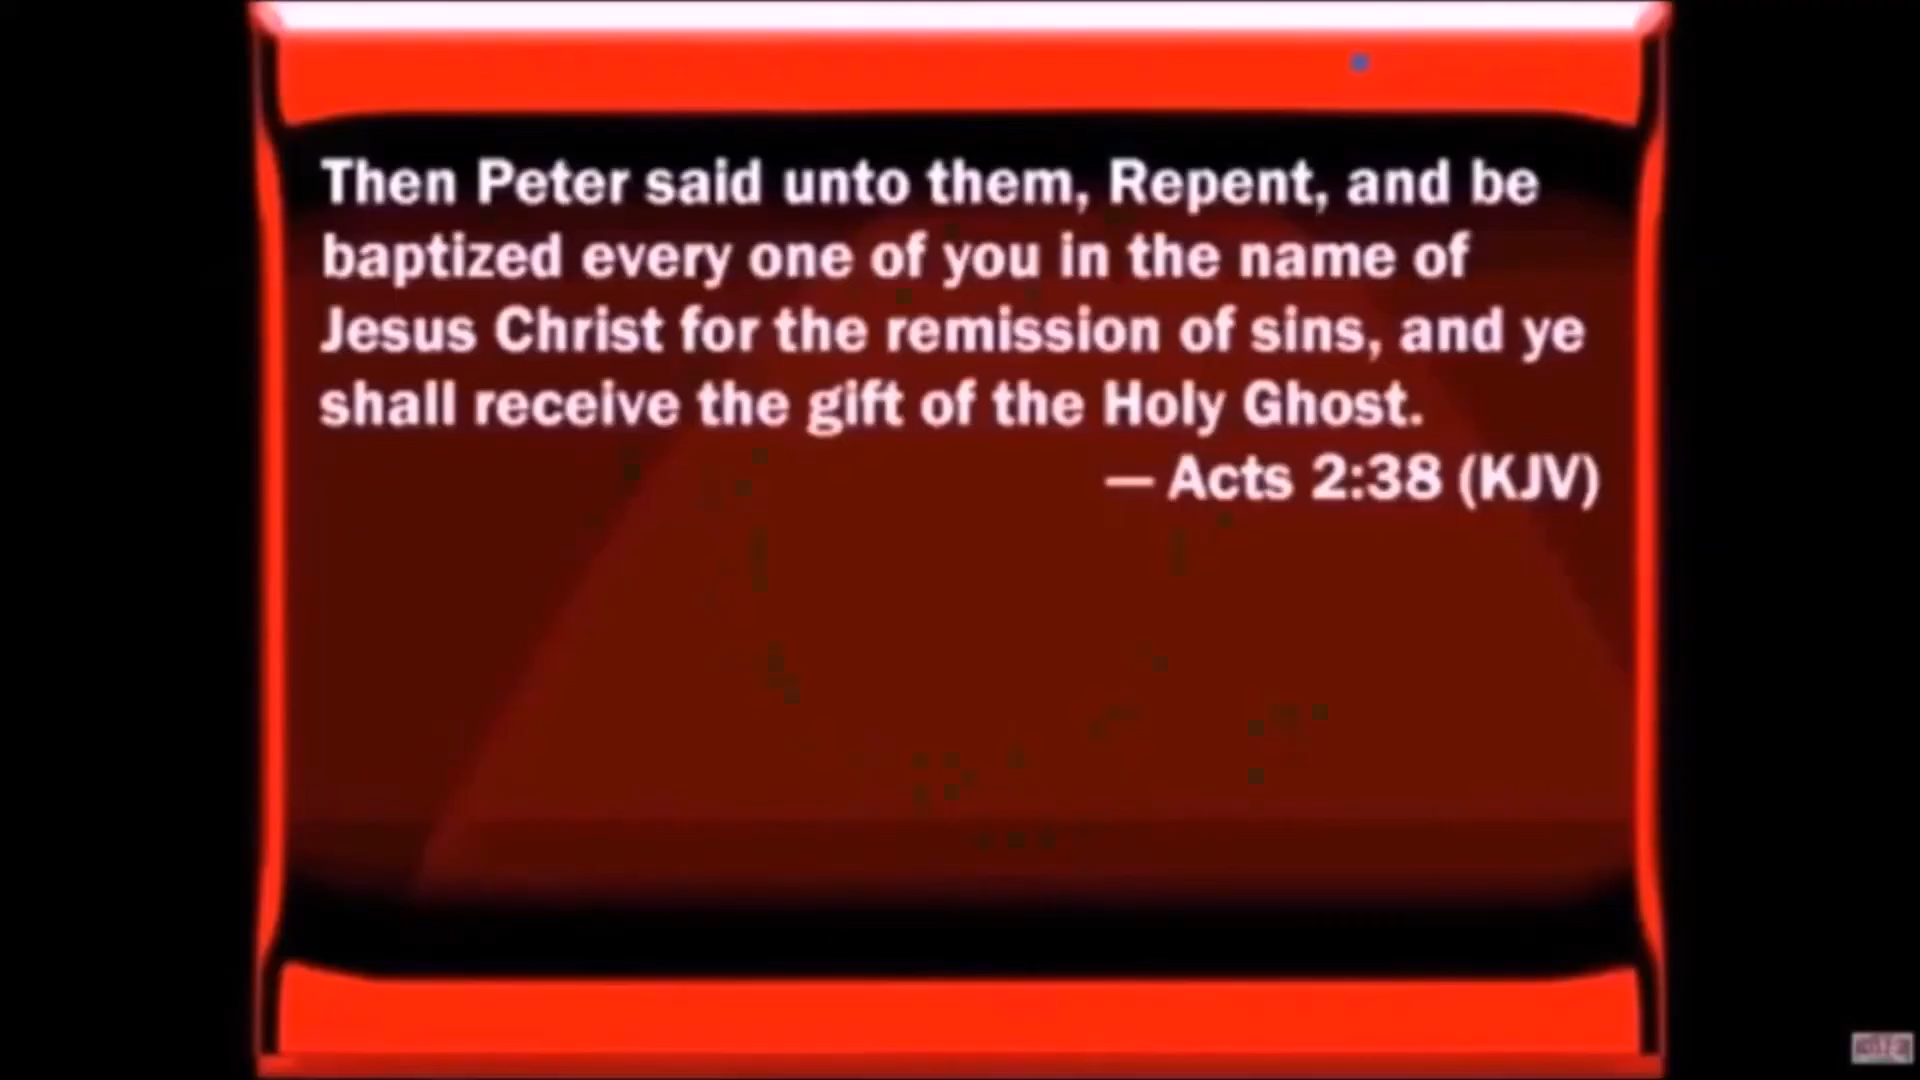 Then Peter said unto them, Repent, and be
baptized every one of you in the name of
Jesus Christ for the remission of sins, and ye
shall receive the gift of the Holy Ghost.
— Acts 2:38 (KJV)